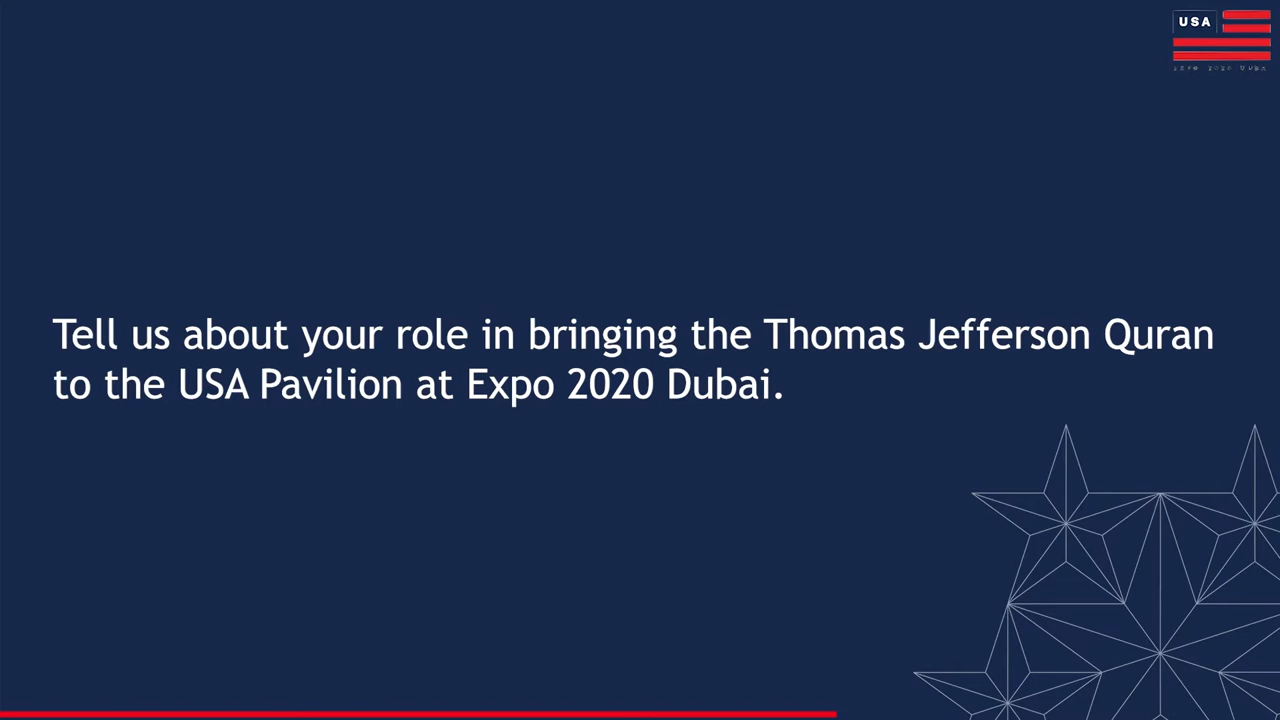 USA
Tell us about your role in bringing the Thomas Jefferson Quran
to the USA Pavilion at Expo 2020 Dubai.